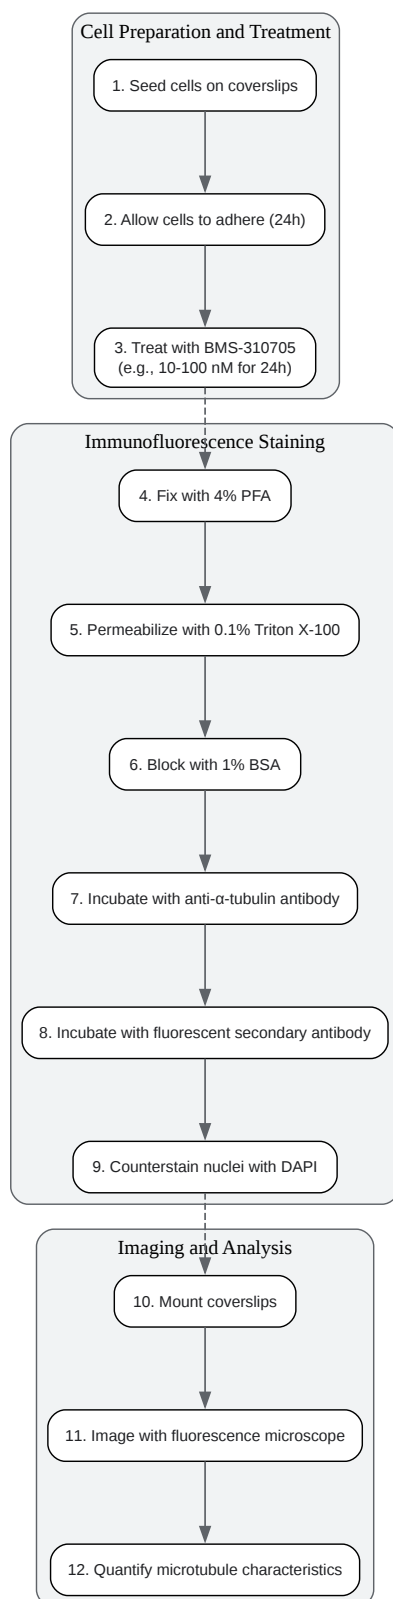 Cell Preparation and Treatment
1. Seed cells on coverslips
2. Allow cells to adhere (24h)
3. Treat with BMS-310705
(e.g., 10-100 nM for 24h)
Immunofluorescence Staining
4. Fix with 4% PFA
5. Permeabilize with 0.1% Triton X-100
6. Block with 1% BSA
7. Incubate with anti-α-tubulin antibody
8. Incubate with fluorescent secondary antibody
9. Counterstain nuclei with DAPI
Imaging and Analysis
10. Mount coverslips
11. Image with fluorescence microscope
12. Quantify microtubule characteristics